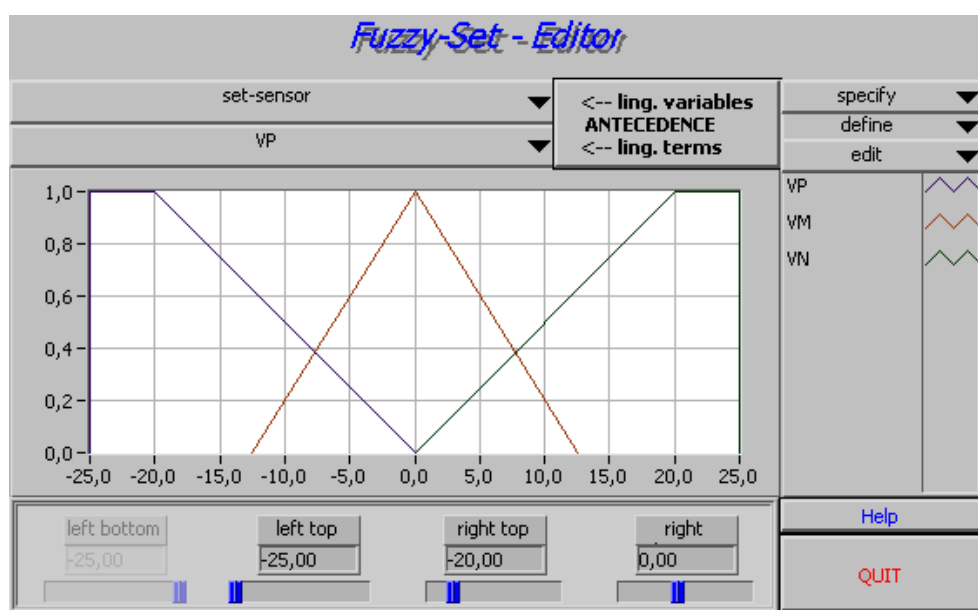 Fuzzy-Set - Editor
set-sensor
VP
<-- ling. variables
ANTECEDENCE
<-- ling. terms
specify
define
edit
VP
VM
VN
1,0
0,8
0,6
0,4
0,2
0,0
-25,0 -20,0 -15,0 -10,0 -5,0 0,0 5,0 10,0 15,0 20,0 25,0
left bottom
-25,00
left top
-25,00
right top
-20,00
right
0,00
Help
QUIT